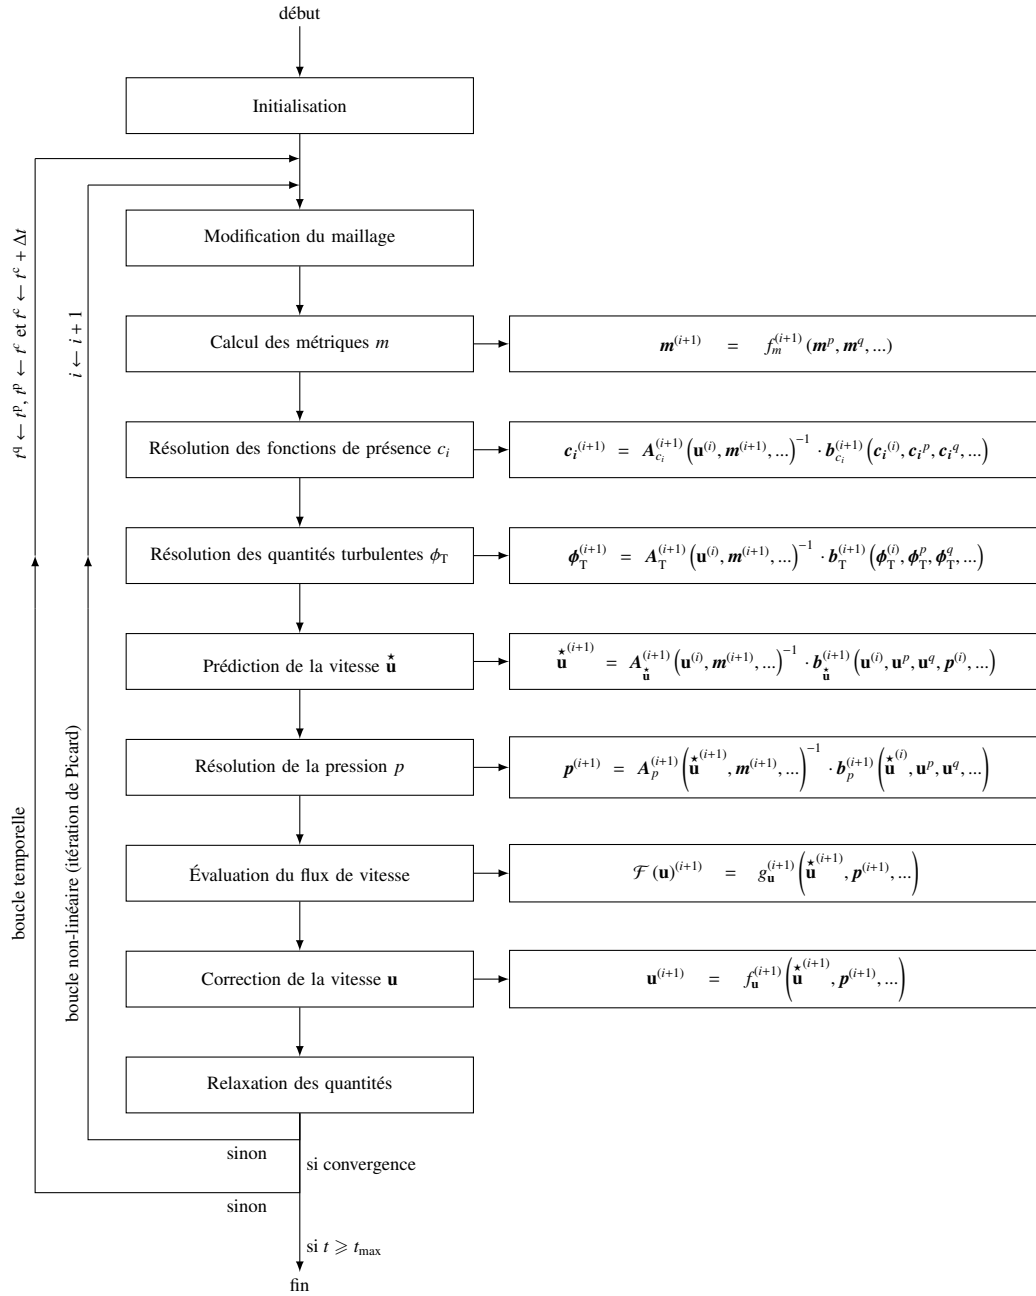 début
Initialisation
Modification du maillage
Calcul des métriques m
m^(i+1) = f_m^(i+1) (m^p, m^q, ...)
Résolution des fonctions de présence c_i
c_i^(i+1) = A_{c_i}^(i+1) (u^(i), m^(i+1), ...)^−1 · b_{c_i}^(i+1) (c_i^(i), c_i^p, c_i^q, ...)
Résolution des quantités turbulentes ϕ_T
ϕ_T^(i+1) = A_T^(i+1) (u^(i), m^(i+1), ...)^−1 · b_T^(i+1) (ϕ_T^(i), ϕ_T^p, ϕ_T^q, ...)
Prédiction de la vitesse u^⋆
u^⋆^(i+1) = A_{u^⋆}^(i+1) (u^(i), m^(i+1), ...)^−1 · b_{u^⋆}^(i+1) (u^(i), u^p, u^q, p^(i), ...)
Résolution de la pression p
p^(i+1) = A_p^(i+1) (u^⋆^(i+1), m^(i+1), ...)^−1 · b_p^(i+1) (u^⋆^(i), u^p, u^q, ...)
Évaluation du flux de vitesse
ℱ (u)^(i+1) = g_u^(i+1) (u^⋆^(i+1), p^(i+1), ...)
Correction de la vitesse u
u^(i+1) = f_u^(i+1) (u^⋆^(i+1), p^(i+1), ...)
Relaxation des quantités
sinon
si convergence
sinon
si t ⩾ t_max
fin
boucle temporelle
t^q ← t^p, t^p ← t^c et t^c ← t^c + Δt
boucle non-linéaire (itération de Picard)
i ← i + 1